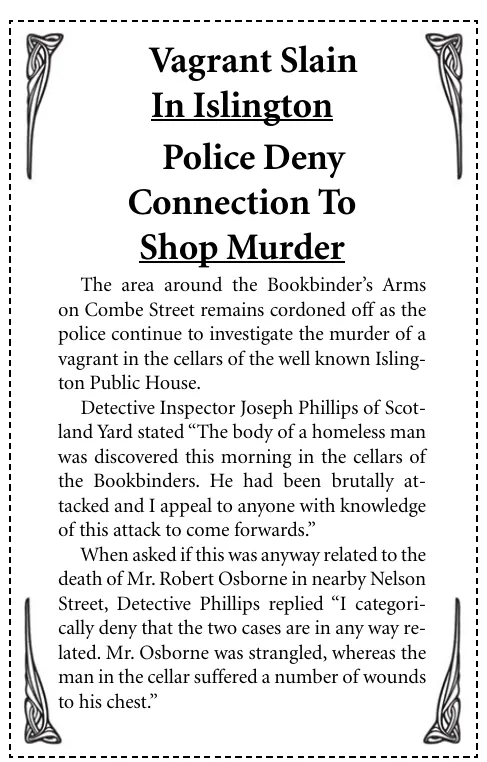 Vagrant Slain
In Islington
Police Deny
Connection To
Shop Murder
The area around the Bookbinder’s Arms
on Combe Street remains cordoned off as the
police continue to investigate the murder of a
vagrant in the cellars of the well known Isling-
ton Public House.
Detective Inspector Joseph Phillips of Scot-
land Yard stated “The body of a homeless man
was discovered this morning in the cellars of
the Bookbinders. He had been brutally at-
tacked and I appeal to anyone with knowledge
of this attack to come forwards.”
When asked if this was anyway related to the
death of Mr. Robert Osborne in nearby Nelson
Street, Detective Phillips replied “I categori-
cally deny that the two cases are in any way re-
lated. Mr. Osborne was strangled, whereas the
man in the cellar suffered a number of wounds
to his chest.”